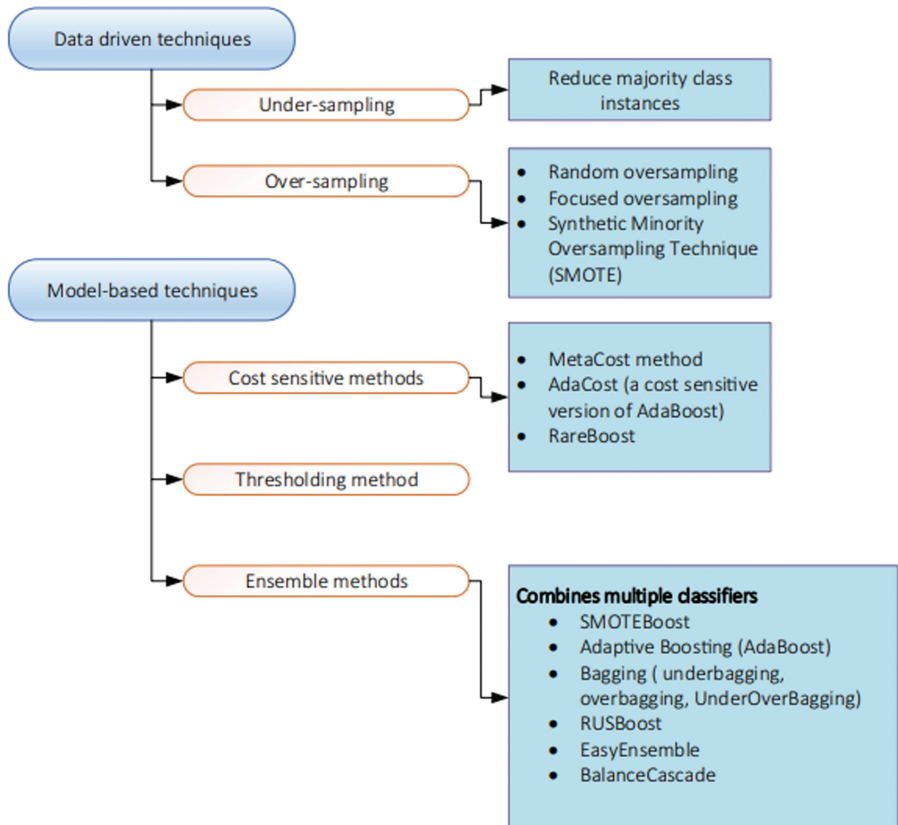 Data driven techniques
Under-sampling
Reduce majority class
instances
Over-sampling
• Random oversampling
• Focused oversampling
• Synthetic Minority
Oversampling Technique
(SMOTE)
Model-based techniques
Cost sensitive methods
• MetaCost method
• AdaCost (a cost sensitive
version of AdaBoost)
• RareBoost
Thresholding method
Ensemble methods
Combines multiple classifiers
• SMOTEBoost
• Adaptive Boosting (AdaBoost)
• Bagging ( underbagging,
overbagging, UnderOverBagging)
• RUSBoost
• EasyEnsemble
• BalanceCascade